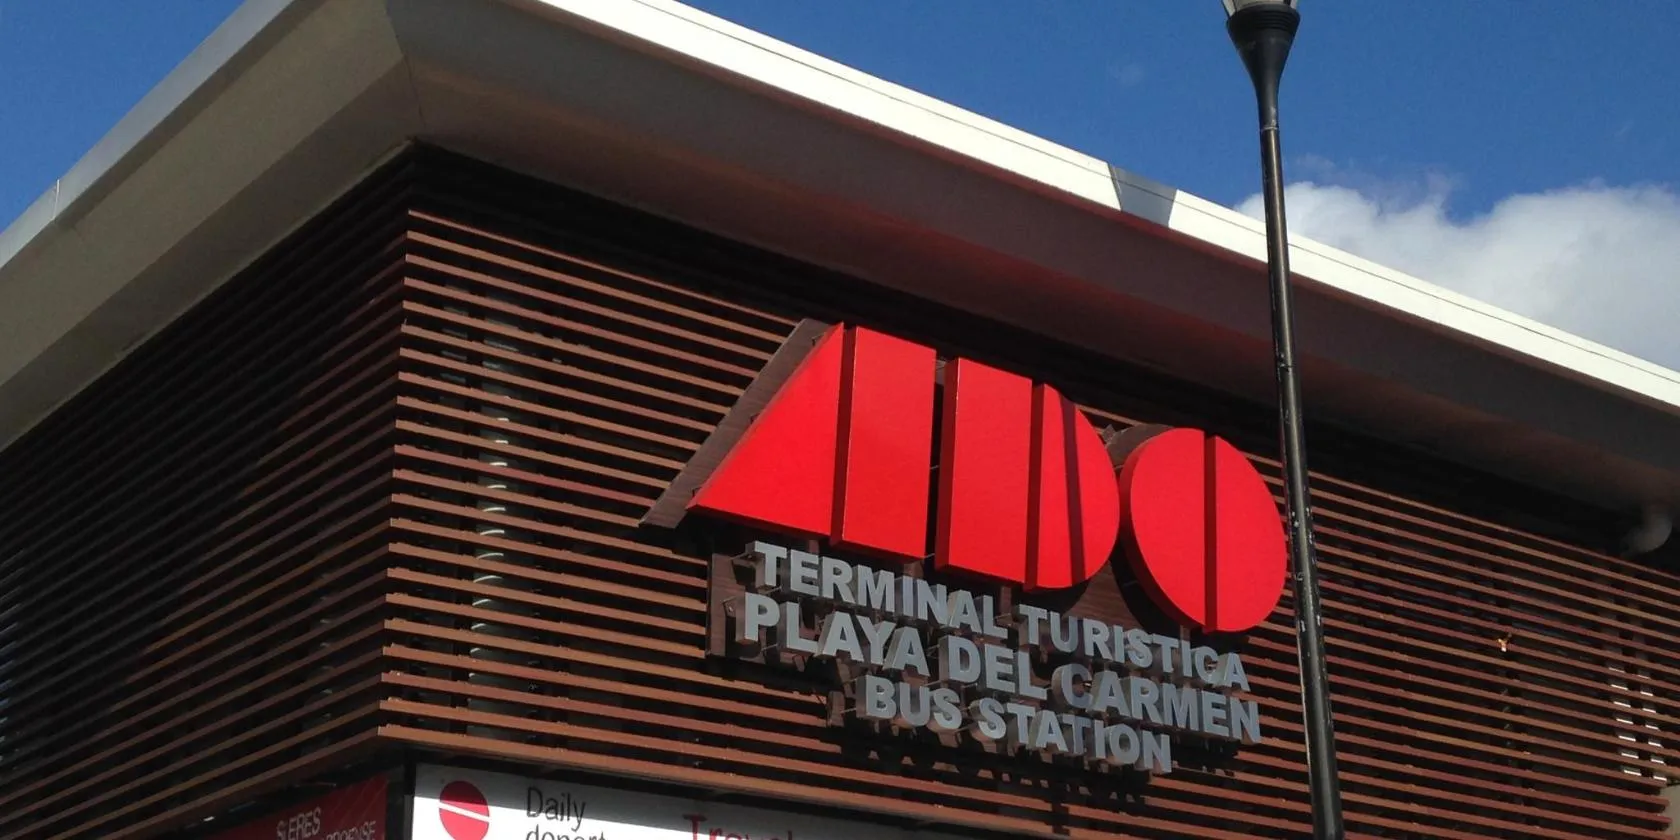 ADO
TERMINAL TURISTICA
PLAYA DEL CARMEN
BUS STATION
Daily